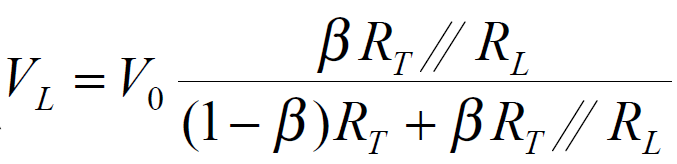 V_L = V_0 \frac{\beta R_T // R_L}{(1-\beta)R_T + \beta R_T // R_L}